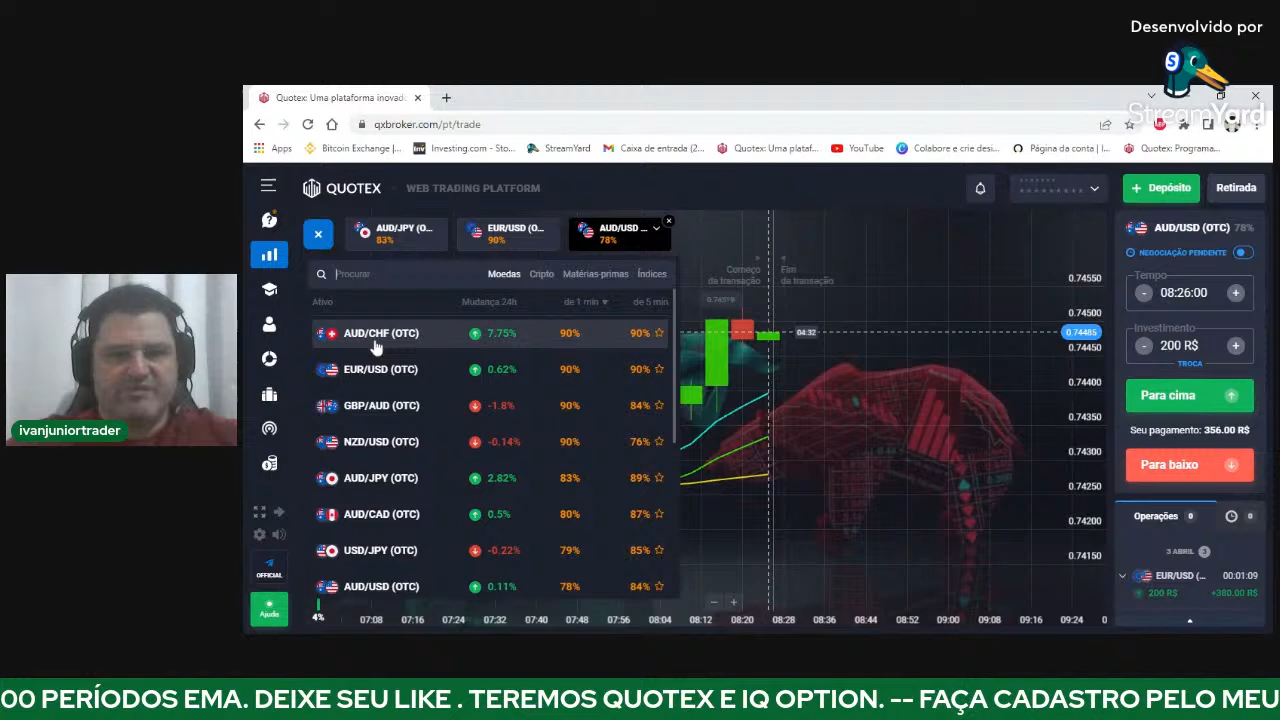 Desenvolvido por
S
StreamYard
Quotex: Uma plataforma inovado
qxbroker.com/pt/trade
Apps
Bitcoin Exchange |...
Inv
Investing.com - Sto...
StreamYard
Caixa de entrada (2...
Quotex: Uma plataf...
YouTube
Colabore e crie desi...
Página da conta | I...
Quotex: Programa...
QUOTEX
WEB TRADING PLATFORM
+ Depósito
Retirada
AUD/JPY (O...
83%
EUR/USD (O...
90%
AUD/USD ...
78%
AUD/USD (OTC) 78%
NEGOCIAÇÃO PENDENTE
Procurar
Moedas
Cripto
Matérias-primas
Índices
Começo da transação
Fim da transação
Ativo
Mudança 24h
de 1 min
de 5 min
AUD/CHF (OTC) 7.75% 90% 90%
EUR/USD (OTC) 0.62% 90% 90%
GBP/AUD (OTC) -1.8% 90% 84%
NZD/USD (OTC) -0.14% 90% 76%
AUD/JPY (OTC) 2.82% 83% 89%
AUD/CAD (OTC) 0.5% 80% 87%
USD/JPY (OTC) -0.22% 79% 85%
AUD/USD (OTC) 0.11% 78% 84%
04:32
0.74550
0.74500
0.74485
0.74450
0.74400
0.74350
0.74300
0.74250
0.74200
0.74150
Tempo
- 08:26:00 +
Investimento
- 200 R$ +
TROCA
Para cima
Seu pagamento: 356.00 R$
Para baixo
Operações 0
0
3 ABRIL 3
EUR/USD (... 00:01:09
200 R$ +380.00 R$
OFFICIAL
Ajuda
4%
07:08 07:16 07:24 07:32 07:40 07:48 07:56 08:04 08:12 08:20 08:28 08:36 08:44 08:52 09:00 09:08 09:16 09:24 0
ivanjuniortrader
00 PERÍODOS EMA. DEIXE SEU LIKE . TEREMOS QUOTEX E IQ OPTION. -- FAÇA CADASTRO PELO MEU